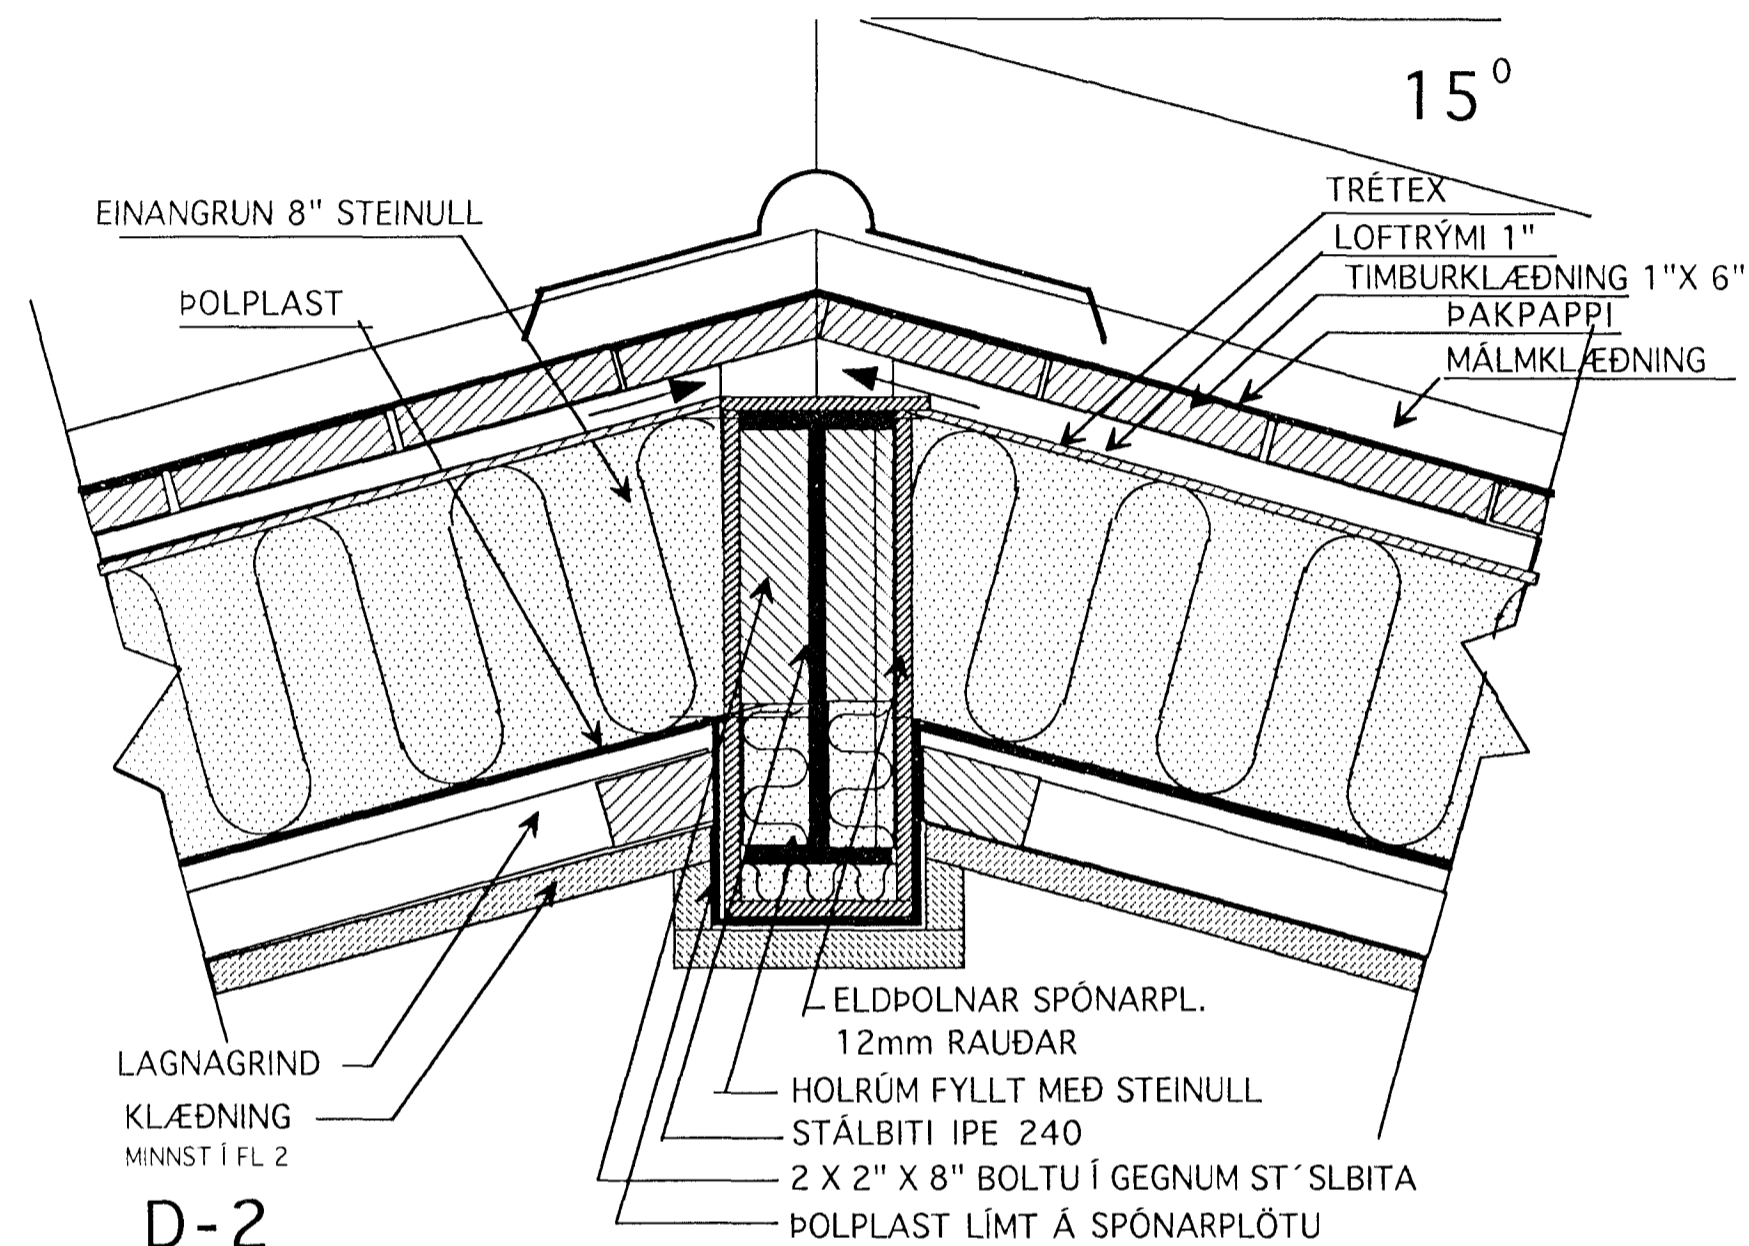 15°
EINANGRUN 8" STEINULL
ÞOLPLAST
TRÉTEX
LOFTRÝMI 1"
TIMBURKLÆÐNING 1"X 6"
ÞAKPAPPI
MÁLMKLÆÐNING
LAGNAGRIND
KLÆÐNING
MINNST Í FL 2
D-2
ELDÞOLNAR SPÓNARPL.
12mm RAUÐAR
HOLRÚM FYLLT MEÐ STEINULL
STÁLBITI IPE 240
2 X 2" X 8" BOLTU Í GEGNUM ST´SLBITA
ÞOLPLAST LÍMT Á SPÓNARPLÖTU